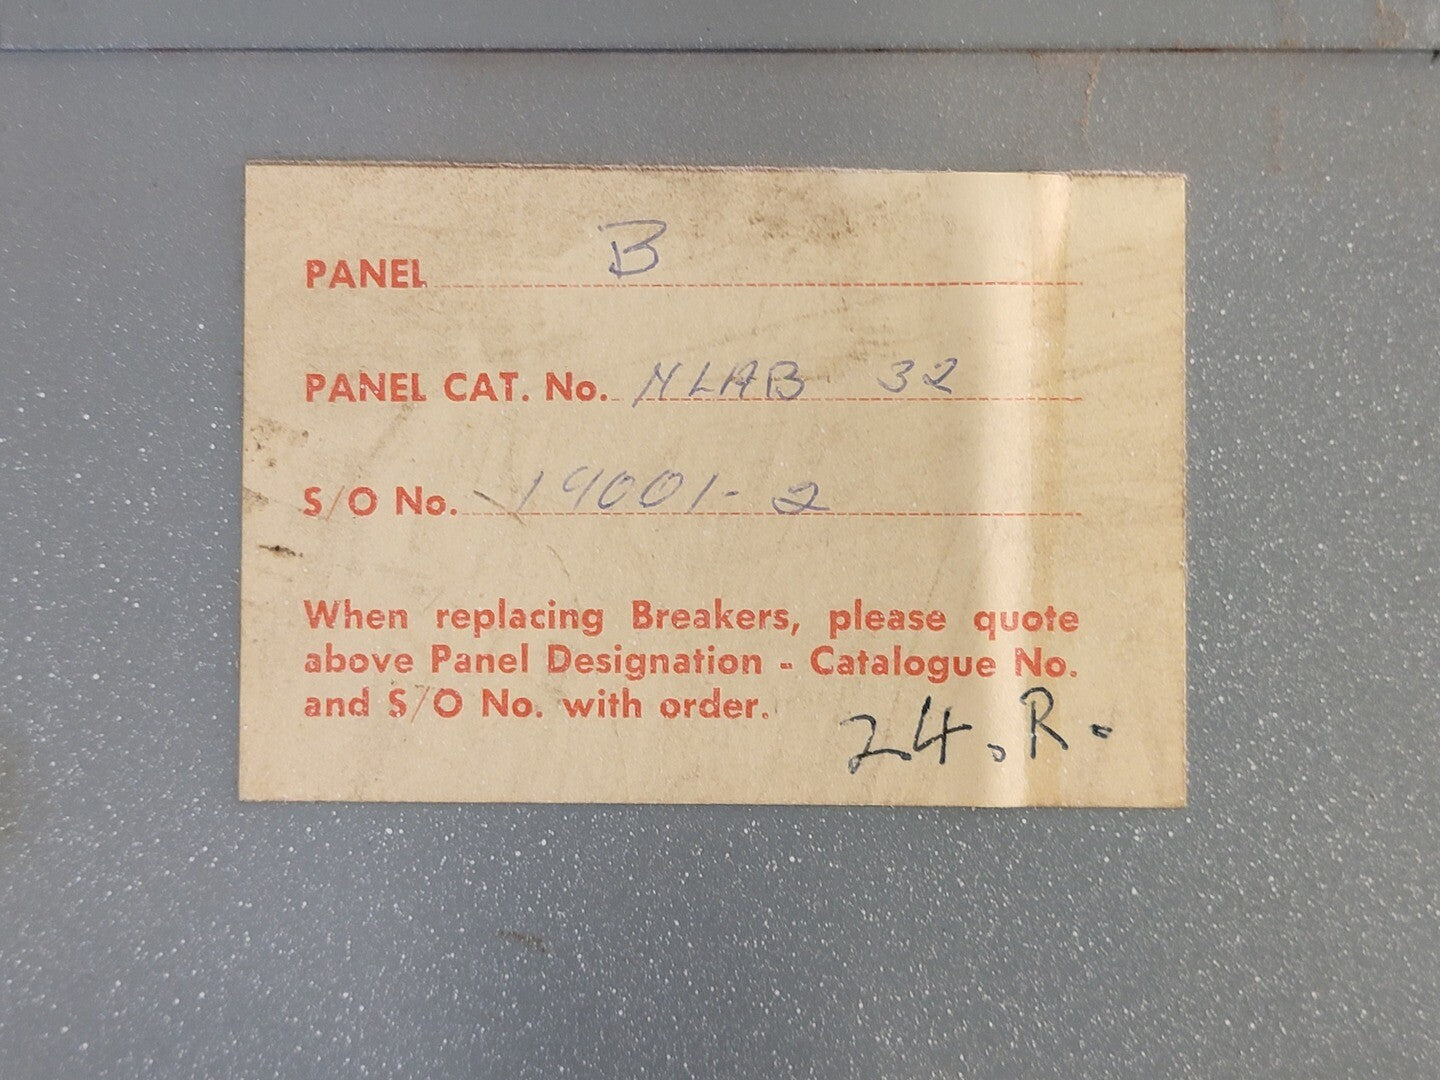 PANEL B
PANEL CAT. No. NLAB 32
S/O No. 19001-2
When replacing Breakers, please quote
above Panel Designation - Catalogue No.
and S/O No. with order.
24.R.